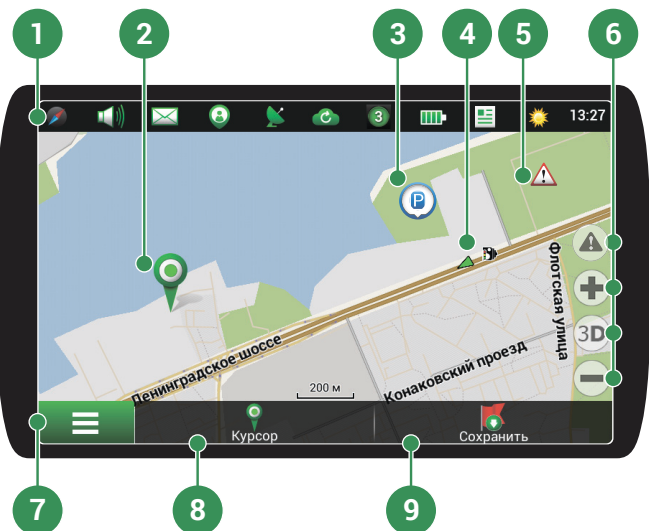 1 2 3 4 5 6
3 13:27
P
Флотская улица
3D
Ленинградское шоссе
200 м
Конаковский проезд
Курсор
Сохранить
7 8 9